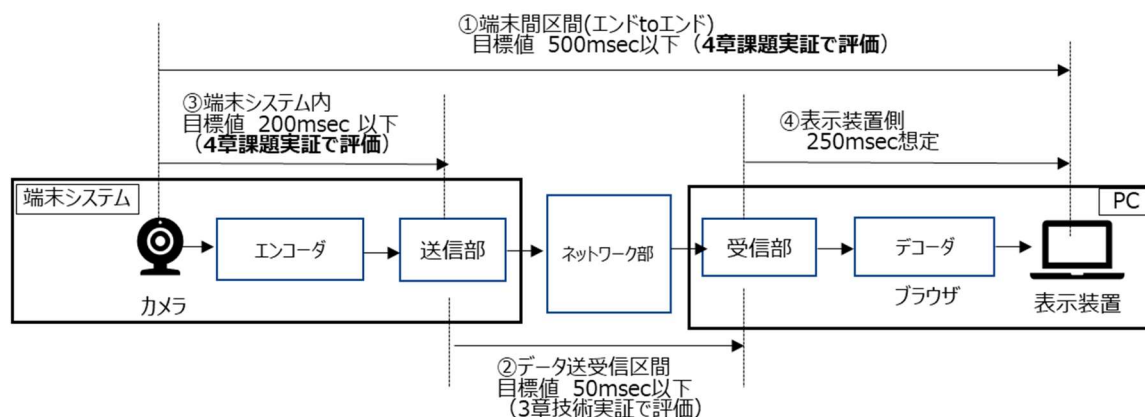 ①端末間区間(エンドtoエンド)
目標値 500msec以下（4章課題実証で評価）
③端末システム内
目標値 200msec 以下
（4章課題実証で評価）
④表示装置側
250msec想定
端末システム
PC
エンコーダ
送信部
ネットワーク部
受信部
デコーダ
カメラ
ブラウザ
表示装置
②データ送受信区間
目標値 50msec以下
（3章技術実証で評価）